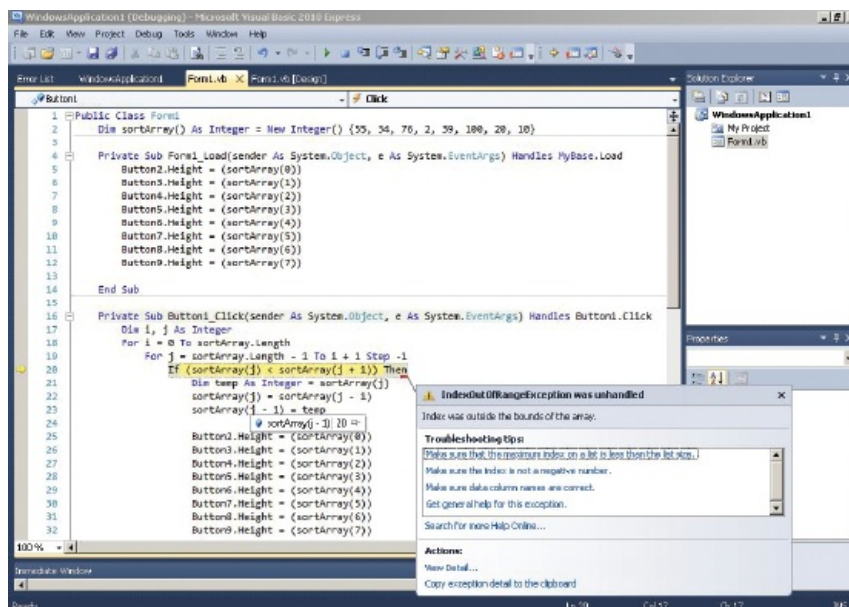 WindowsApplication1 (Debugging) - Microsoft Visual Basic 2010 Express
File Edit View Project Debug Tools Window Help
Error List WindowsApplication1 Form1.vb Form1.vb [Design]
Button1 Click
1 Public Class Form1
2 Dim sortArray() As Integer = New Integer() {55, 34, 76, 2, 39, 100, 20, 10}
3
4 Private Sub Form1_Load(sender As System.Object, e As System.EventArgs) Handles MyBase.Load
5 Button2.Height = (sortArray(0))
6 Button3.Height = (sortArray(1))
7 Button4.Height = (sortArray(2))
8 Button5.Height = (sortArray(3))
9 Button6.Height = (sortArray(4))
10 Button7.Height = (sortArray(5))
11 Button8.Height = (sortArray(6))
12 Button9.Height = (sortArray(7))
13
14 End Sub
15
16 Private Sub Button1_Click(sender As System.Object, e As System.EventArgs) Handles Button1.Click
17 Dim i, j As Integer
18 For i = 0 To sortArray.Length
19 For j = sortArray.Length - 1 To i + 1 Step -1
20 If (sortArray(j) < sortArray(j + 1)) Then
21 Dim temp As Integer = sortArray(j)
22 sortArray(j) = sortArray(j - 1)
23 sortArray(j - 1) = temp
24 sortArray(j - 1) 20
25 Button2.Height = (sortArray(0))
26 Button3.Height = (sortArray(1))
27 Button4.Height = (sortArray(2))
28 Button5.Height = (sortArray(3))
29 Button6.Height = (sortArray(4))
30 Button7.Height = (sortArray(5))
31 Button8.Height = (sortArray(6))
32 Button9.Height = (sortArray(7))
100 %
Immediate Window
Ready
Solution Explorer
WindowsApplication1
My Project
Form1.vb
Properties
IndexOutOfRangeException was unhandled
Index was outside the bounds of the array.
Troubleshooting tips:
Make sure that the maximum index on a list is less than the list size.
Make sure the index is not a negative number.
Make sure data column names are correct.
Get general help for this exception.
Search for more Help Online...
Actions:
View Detail...
Copy exception detail to the clipboard